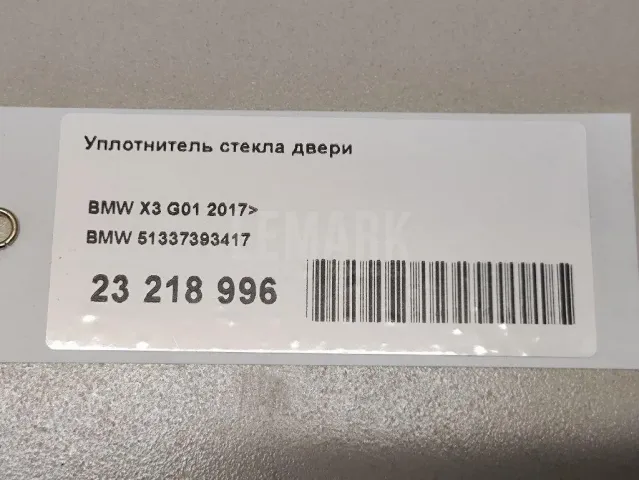 Уплотнитель стекла двери
BMW X3 G01 2017>
BMW 51337393417
23 218 996